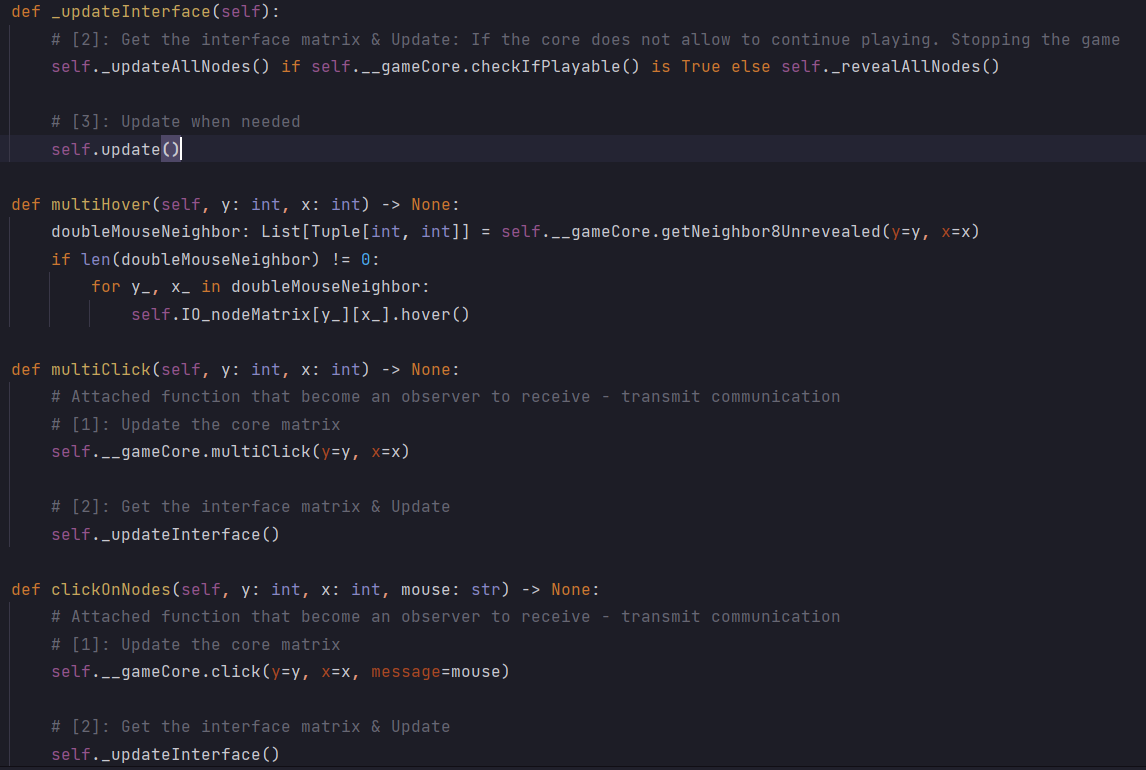 def _updateInterface(self):
    # [2]: Get the interface matrix & Update: If the core does not allow to continue playing. Stopping the game
    self._updateAllNodes() if self.__gameCore.checkIfPlayable() is True else self._revealAllNodes()

    # [3]: Update when needed
    self.update()

def multiHover(self, y: int, x: int) -> None:
    doubleMouseNeighbor: List[Tuple[int, int]] = self.__gameCore.getNeighbor8Unrevealed(y=y, x=x)
    if len(doubleMouseNeighbor) != 0:
        for y_, x_ in doubleMouseNeighbor:
            self.IO_nodeMatrix[y_][x_].hover()

def multiClick(self, y: int, x: int) -> None:
    # Attached function that become an observer to receive - transmit communication
    # [1]: Update the core matrix
    self.__gameCore.multiClick(y=y, x=x)

    # [2]: Get the interface matrix & Update
    self._updateInterface()

def clickOnNodes(self, y: int, x: int, mouse: str) -> None:
    # Attached function that become an observer to receive - transmit communication
    # [1]: Update the core matrix
    self.__gameCore.click(y=y, x=x, message=mouse)

    # [2]: Get the interface matrix & Update
    self._updateInterface()